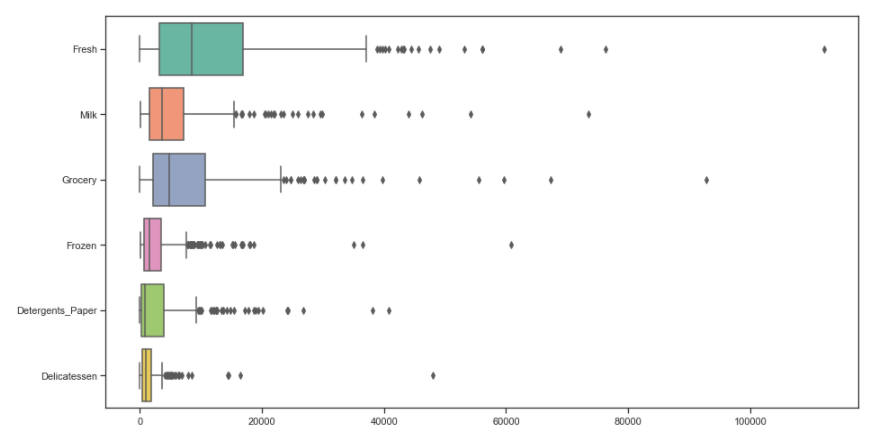 Fresh
Milk
Grocery
Frozen
Detergents_Paper
Delicatessen
0 20000 40000 60000 80000 100000